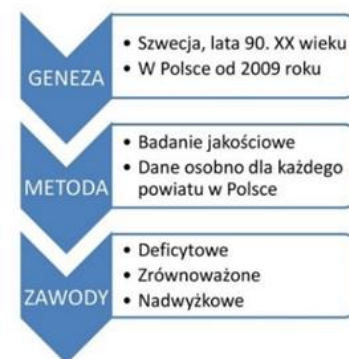 GENEZA
• Szwecja, lata 90. XX wieku
• W Polsce od 2009 roku
METODA
• Badanie jakościowe
• Dane osobno dla każdego
powiatu w Polsce
ZAWODY
• Deficytowe
• Zrównoważone
• Nadwyżkowe